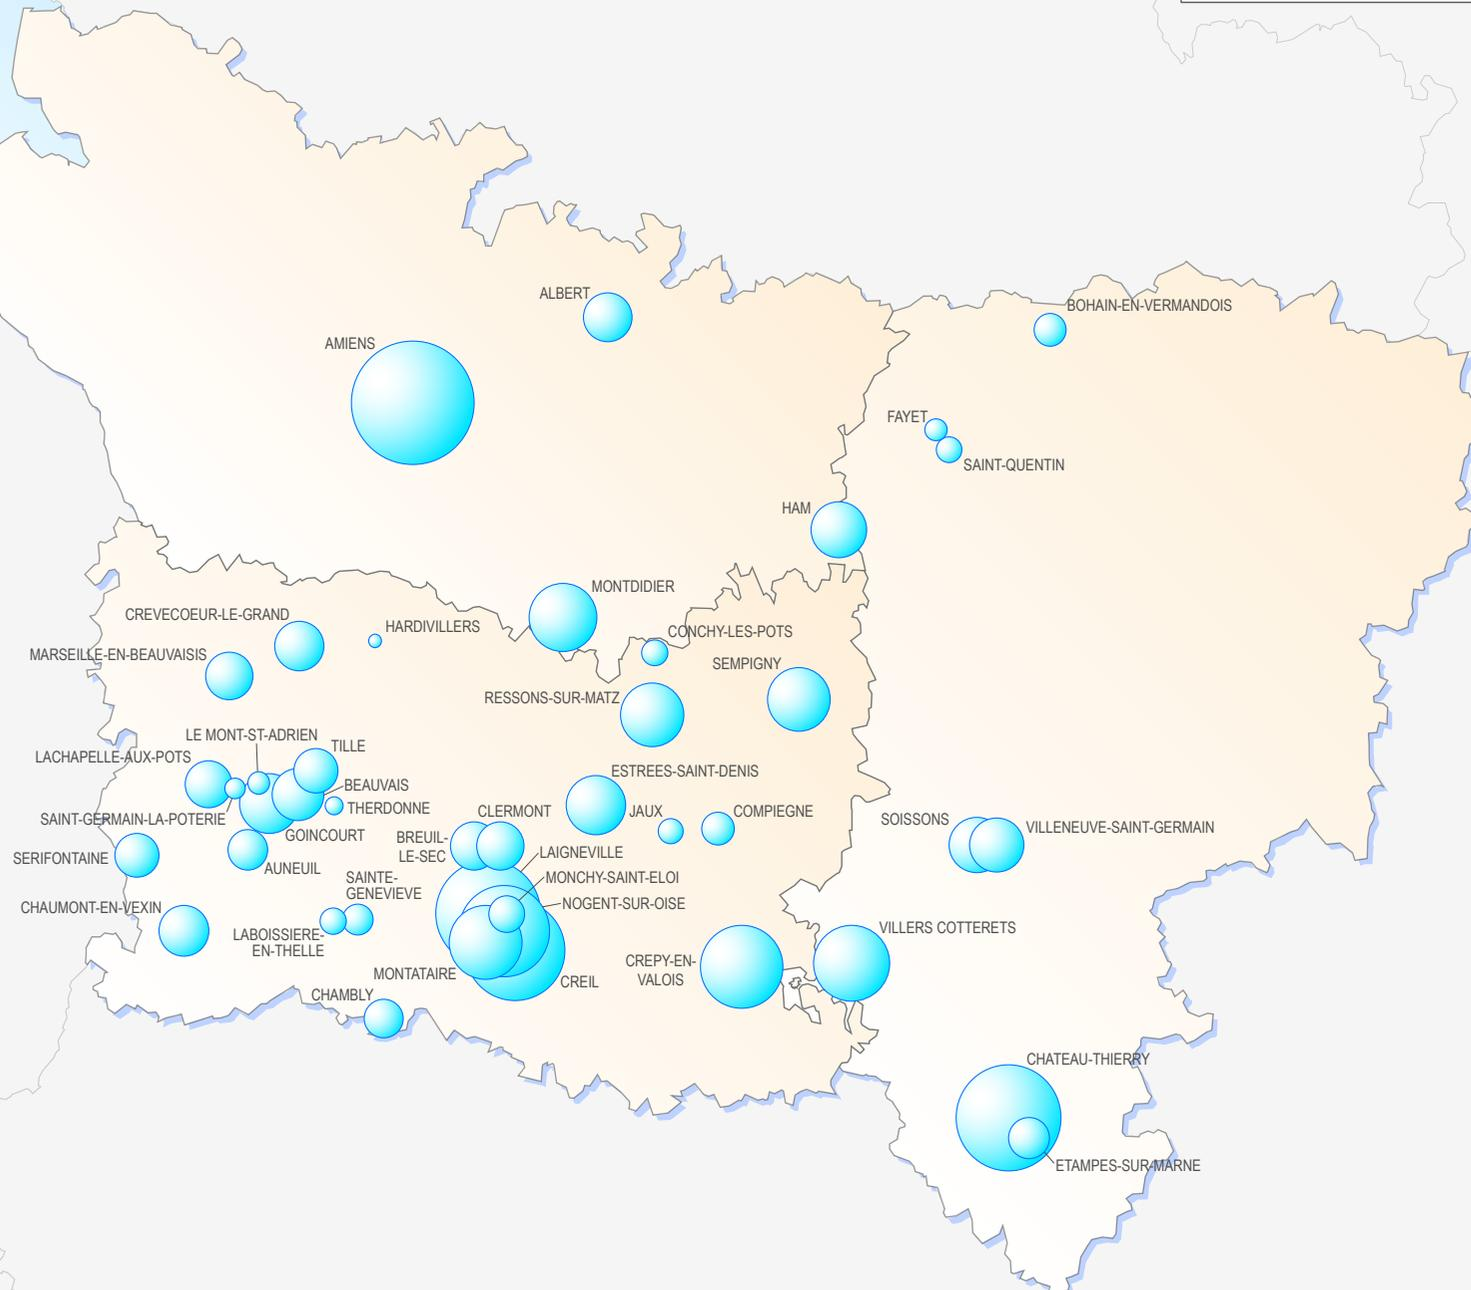 BOHAIN-EN-VERMANDOIS
ALBERT
AMIENS
FAYET
SAINT-QUENTIN
HAM
MONTDIDIER
CREVECOEUR-LE-GRAND
HARDIVILLERS
CONCHY-LES-POTS
MARSEILLE-EN-BEAUVAISIS
SEMPIGNY
RESSONS-SUR-MATZ
LE MONT-ST-ADRIEN
TILLE
LACHAPELLE-AUX-POTS
ESTREES-SAINT-DENIS
BEAUVAIS
THERDONNE
CLERMONT
JAUX
COMPIEGNE
SAINT-GERMAIN-LA-POTERIE
SOISSONS
VILLENEUVE-SAINT-GERMAIN
GOINCOURT
BREUIL-
LE-SEC
LAIGNEVILLE
SERIFONTAINE
AUNEUIL
SAINTE-
GENEVIEVE
MONCHY-SAINT-ELOI
NOGENT-SUR-OISE
CHAUMONT-EN-VEXIN
VILLERS COTTERETS
LABOISSIERE-
EN-THELLE
CREPY-EN-
VALOIS
MONTATAIRE
CREIL
CHAMBLY
CHATEAU-THIERRY
ETAMPES-SUR-MARNE